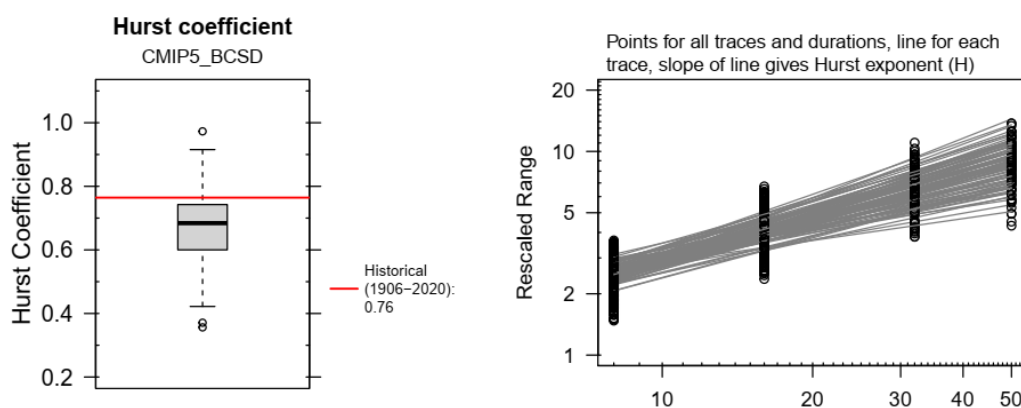 Hurst coefficient
CMIP5_BCSD
Hurst Coefficient
1.0
0.8
0.6
0.4
0.2
Historical
(1906−2020):
0.76
Points for all traces and durations, line for each
trace, slope of line gives Hurst exponent (H)
Rescaled Range
20
10
5
2
1
10
20
30
40
50